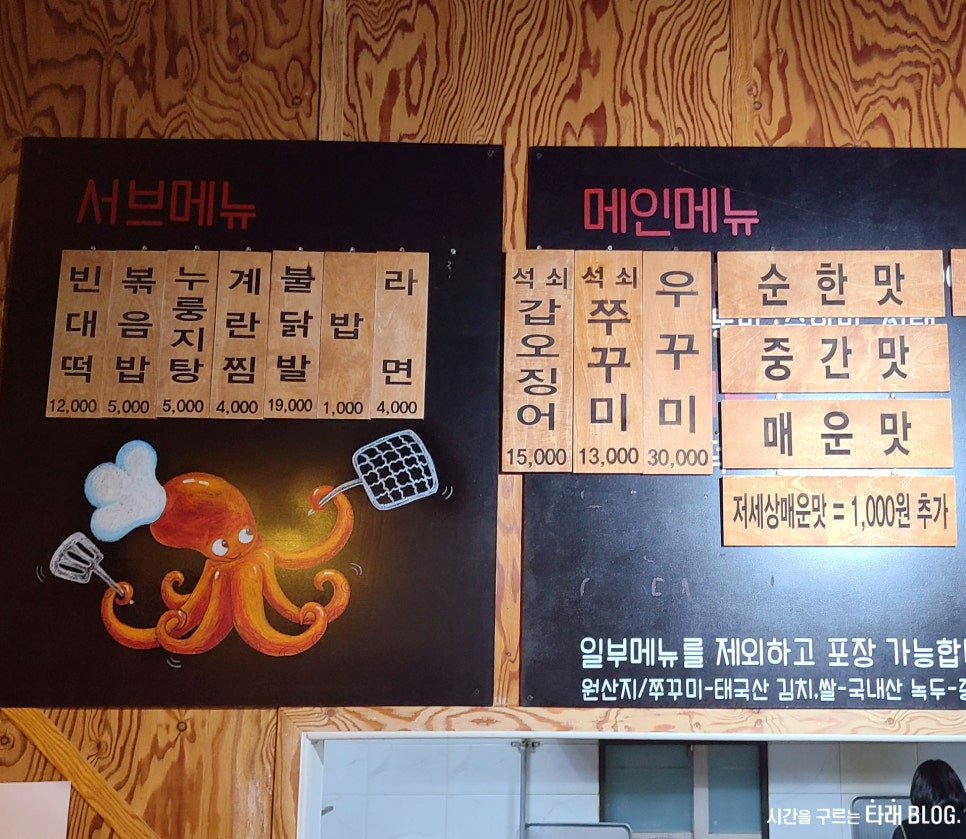 서브메뉴
빈대떡
12,000
볶음밥
5,000
누룽지탕
5,000
계란찜
4,000
불닭발
19,000
밥
1,000
라면
4,000
메인메뉴
석쇠
갑오징어
15,000
석쇠
쭈꾸미
13,000
우꾸미
30,000
순한맛
중간맛
매운맛
저세상매운맛 = 1,000원 추가
일부메뉴를 제외하고 포장 가능합
원산지/쭈꾸미-태국산 김치,쌀-국내산 녹두-
시간을 구르는 타래 BLOG.